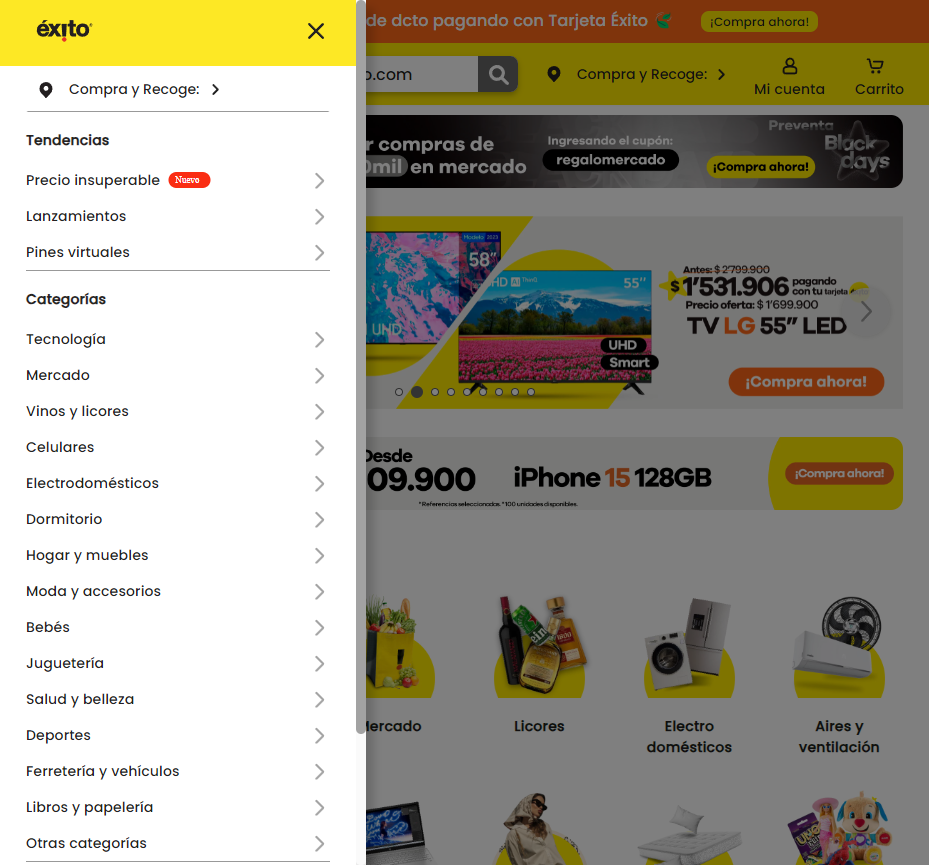 éxito
Compra y Recoge:
Tendencias
Precio insuperable Nuevo
Lanzamientos
Pines virtuales
Categorías
Tecnología
Mercado
Vinos y licores
Celulares
Electrodomésticos
Dormitorio
Hogar y muebles
Moda y accesorios
Bebés
Juguetería
Salud y belleza
Deportes
Ferretería y vehículos
Libros y papelería
Otras categorías
de dcto pagando con Tarjeta Éxito ¡Compra ahora!
o.com
Compra y Recoge:
Mi cuenta
Carrito
r compras de
0mil en mercado
Ingresando el cupón:
regalomercado
¡Compra ahora!
Preventa
Black
days
58”
UHD
HD AI ThinQ 55”
UHD
Smart
Antes: $ 2'799.900
$ 1'531.906 pagando
con tu tarjeta
Precio oferta: $ 1'699.900
TV LG 55” LED
¡Compra ahora!
Desde
09.900
iPhone 15 128GB
*Referencias seleccionadas. *100 unidades disponibles.
¡Compra ahora!
Mercado
Licores
Electro
domésticos
Aires y
ventilación
UNO